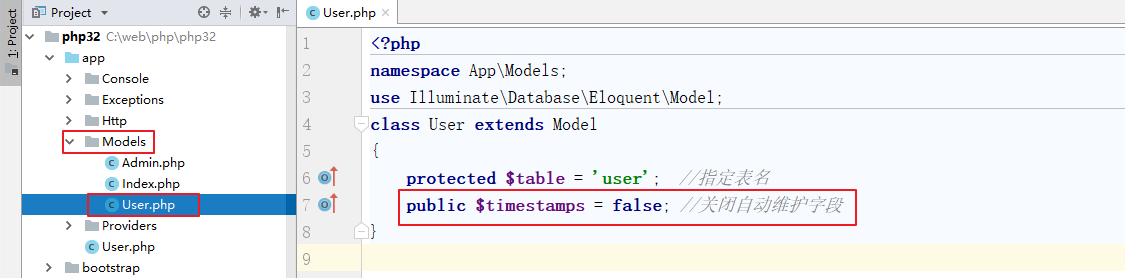 1: Project
Project
php32 C:\web\php\php32
app
Console
Exceptions
Http
Models
Admin.php
Index.php
User.php
Providers
User.php
bootstrap
User.php
1 <?php
2 namespace App\Models;
3 use Illuminate\Database\Eloquent\Model;
4 class User extends Model
5 {
6 protected $table = 'user'; //指定表名
7 public $timestamps = false; //关闭自动维护字段
8 }
9